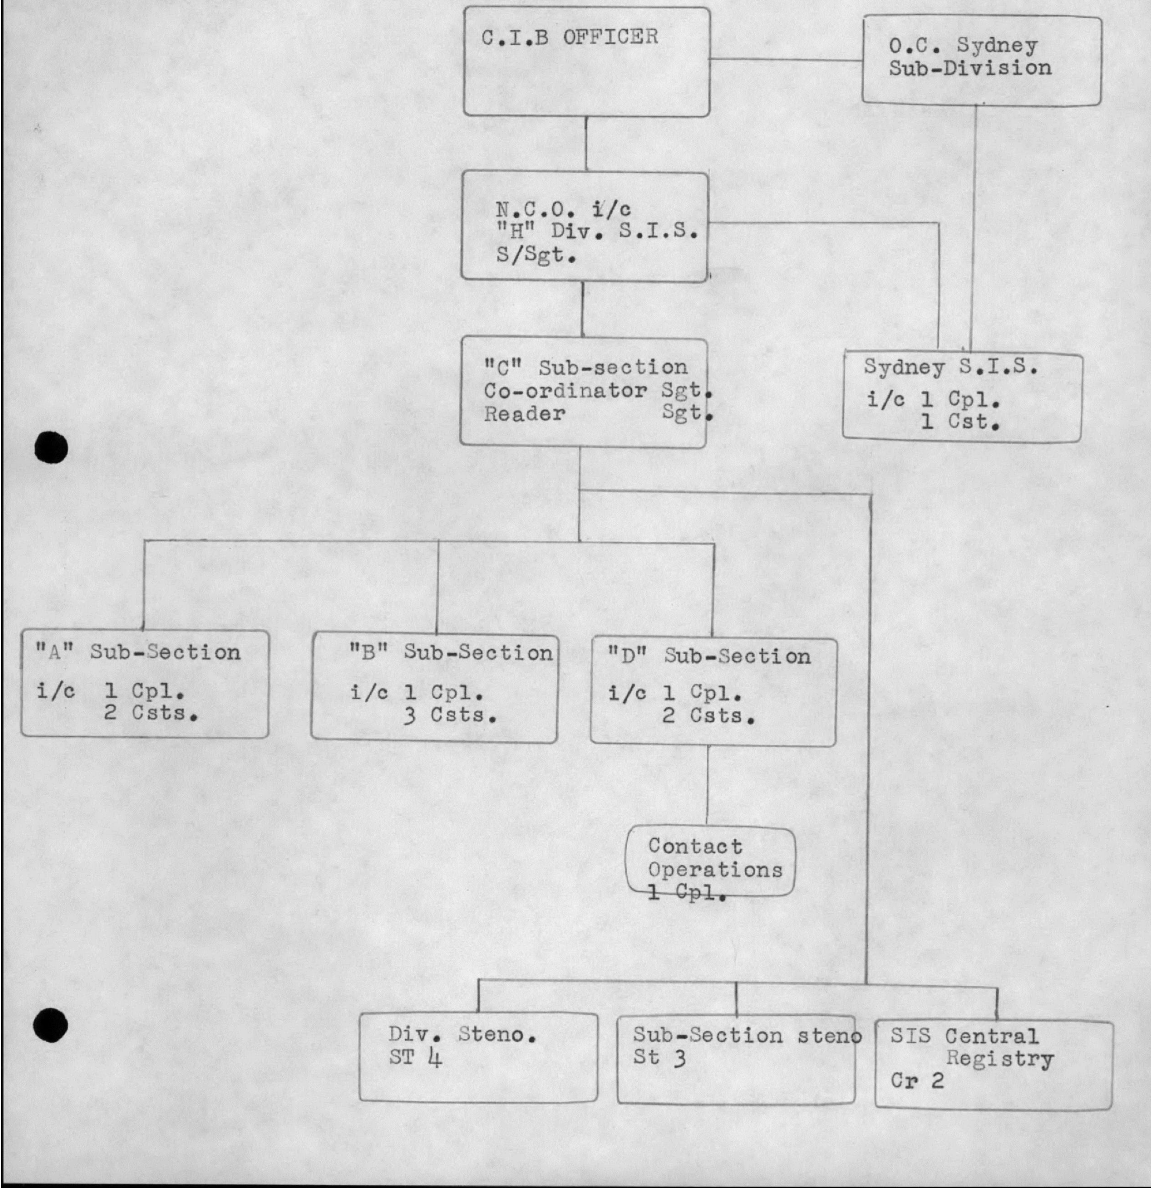 C.I.B OFFICER
O.C. Sydney
Sub-Division
N.C.O. i/c
"H" Div. S.I.S.
S/Sgt.
"C" Sub-section
Co-ordinator Sgt.
Reader Sgt.
Sydney S.I.S.
i/c 1 Cpl.
1 Cst.
"A" Sub-Section
i/c 1 Cpl.
2 Csts.
"B" Sub-Section
i/c 1 Cpl.
3 Csts.
"D" Sub-Section
i/c 1 Cpl.
2 Csts.
Contact
Operations
1 Cpl.
Div. Steno.
ST 4
Sub-Section steno
St 3
SIS Central
Registry
Cr 2